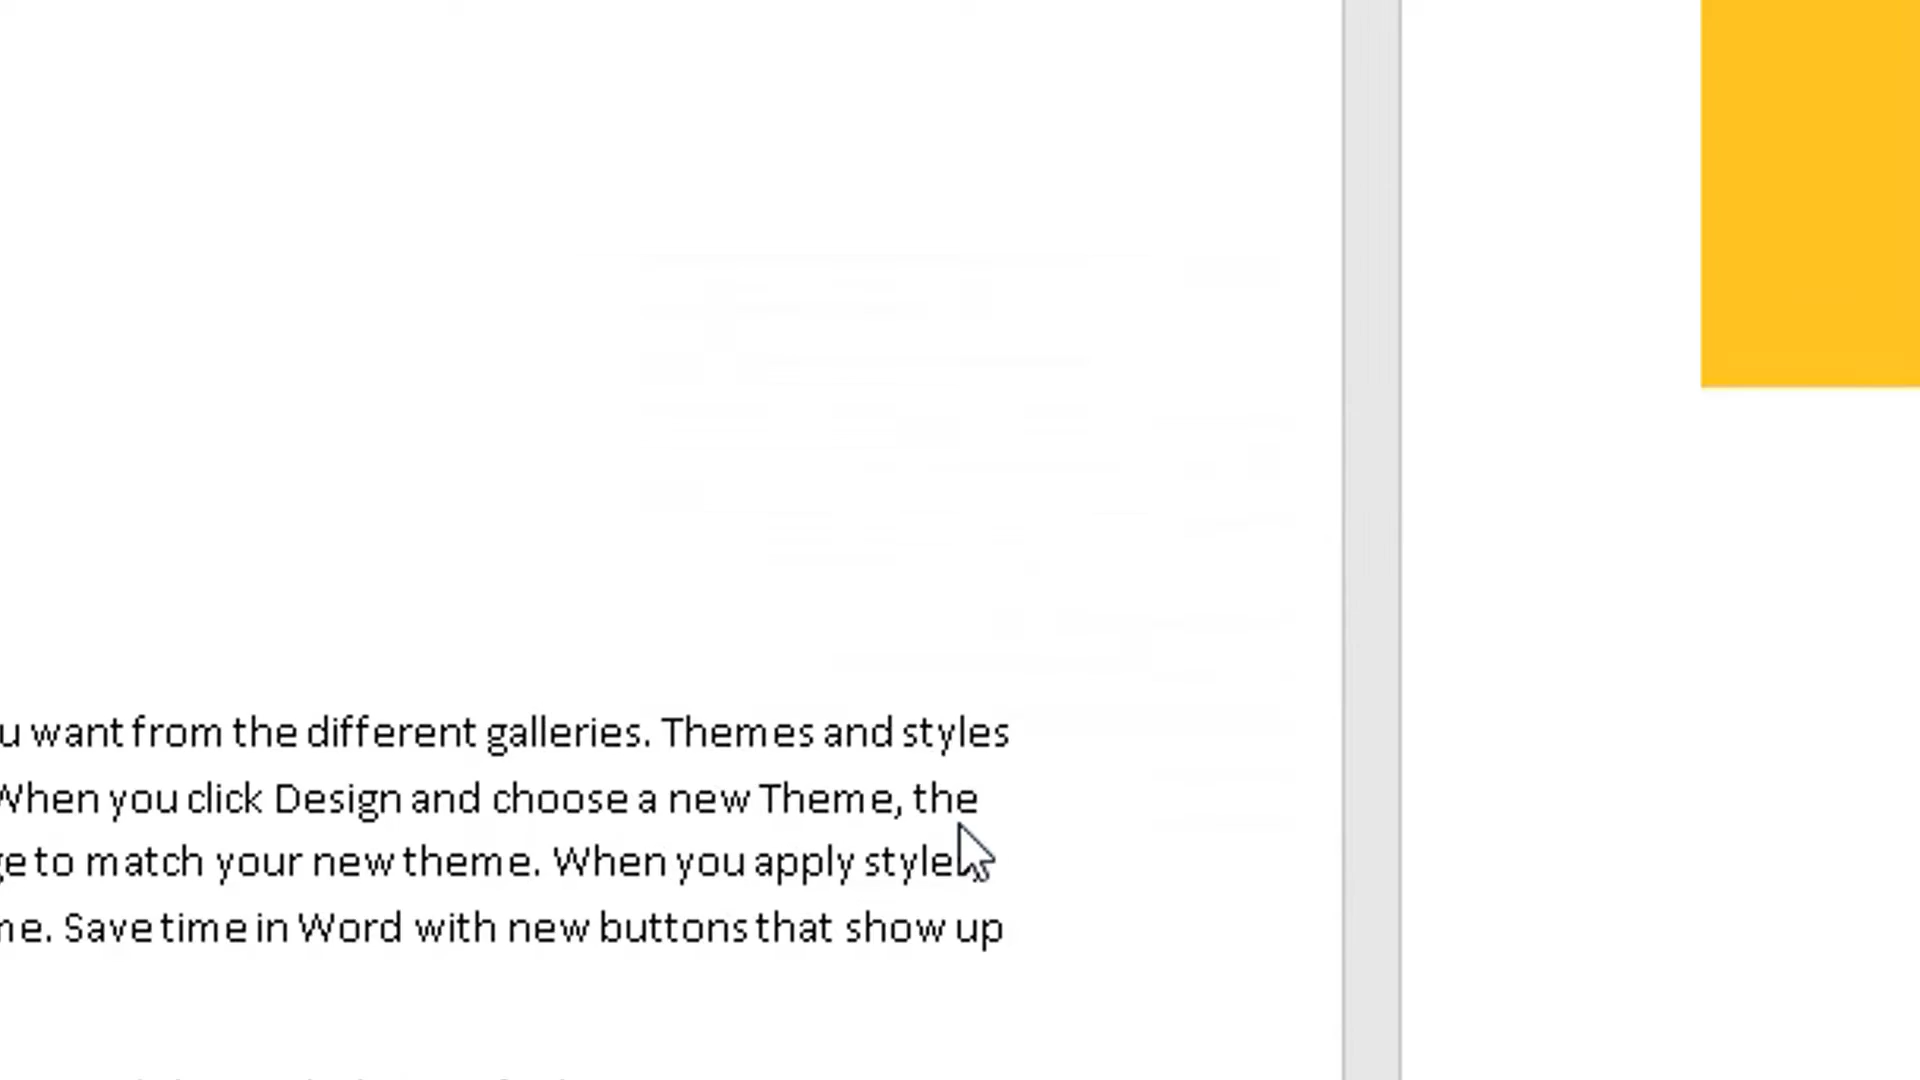 u want from the different galleries. Themes and styles
When you click Design and choose a new Theme, the
ge to match your new theme. When you apply style
me. Save time in Word with new buttons that show up